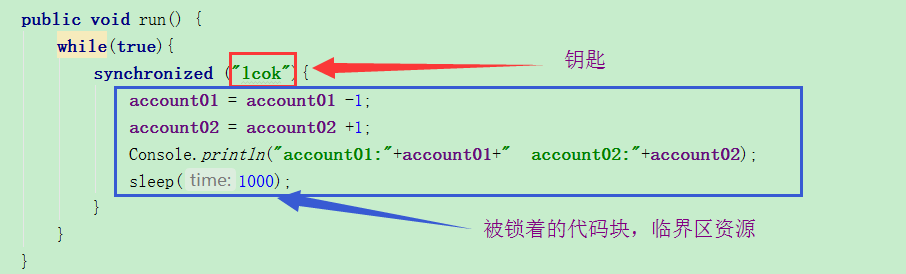 public void run() {
while(true){
synchronized ("lcok"){
钥匙
account01 = account01 -1;
account02 = account02 +1;
Console.println("account01:"+account01+"  account02:"+account02);
sleep( time: 1000);
被锁着的代码块，临界区资源
}
}
}